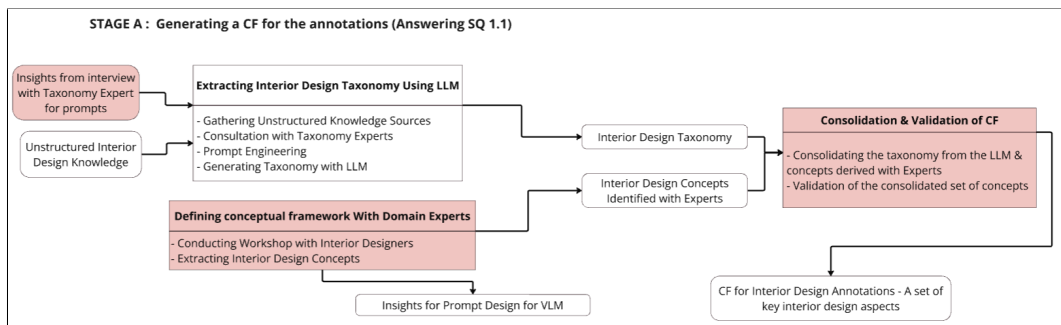 STAGE A : Generating a CF for the annotations (Answering SQ 1.1)
Insights from interview
with Taxonomy Expert
for prompts
Unstructured Interior
Design Knowledge
Extracting Interior Design Taxonomy Using LLM
- Gathering Unstructured Knowledge Sources
- Consultation with Taxonomy Experts
- Prompt Engineering
- Generating Taxonomy with LLM
Defining conceptual framework With Domain Experts
- Conducting Workshop with Interior Designers
- Extracting Interior Design Concepts
Insights for Prompt Design for VLM
Interior Design Taxonomy
Interior Design Concepts
Identified with Experts
Consolidation & Validation of CF
- Consolidating the taxonomy from the LLM &
concepts derived with Experts
- Validation of the consolidated set of concepts
CF for Interior Design Annotations - A set of
key interior design aspects